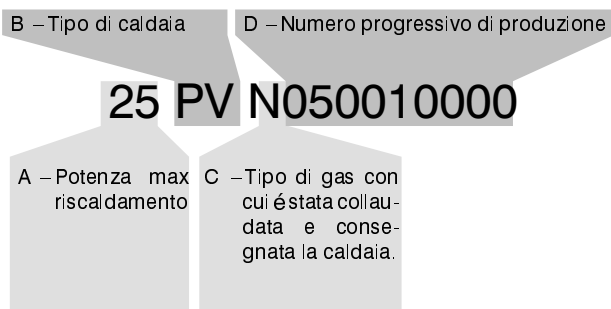 B – Tipo di caldaia
D – Numero progressivo di produzione
25 PV N050010000
A – Potenza max
riscaldamento
C – Tipo di gas con
cui é stata collau-
data e conse-
gnata la caldaia.